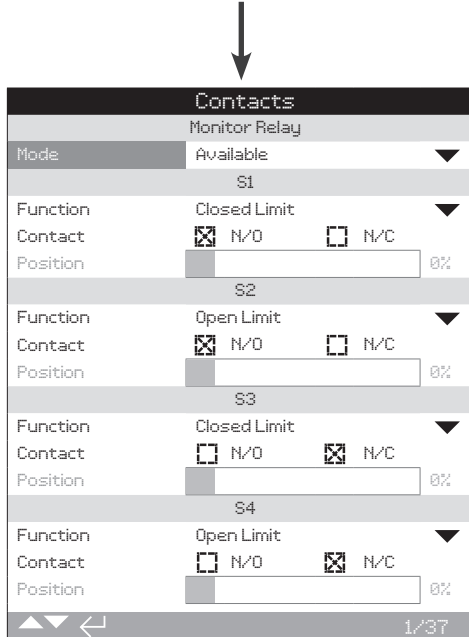 Contacts
Monitor Relay
Mode Available
S1
Function Closed Limit
Contact N/O N/C
Position 0%
S2
Function Open Limit
Contact N/O N/C
Position 0%
S3
Function Closed Limit
Contact N/O N/C
Position 0%
S4
Function Open Limit
Contact N/O N/C
Position 0%
1/37